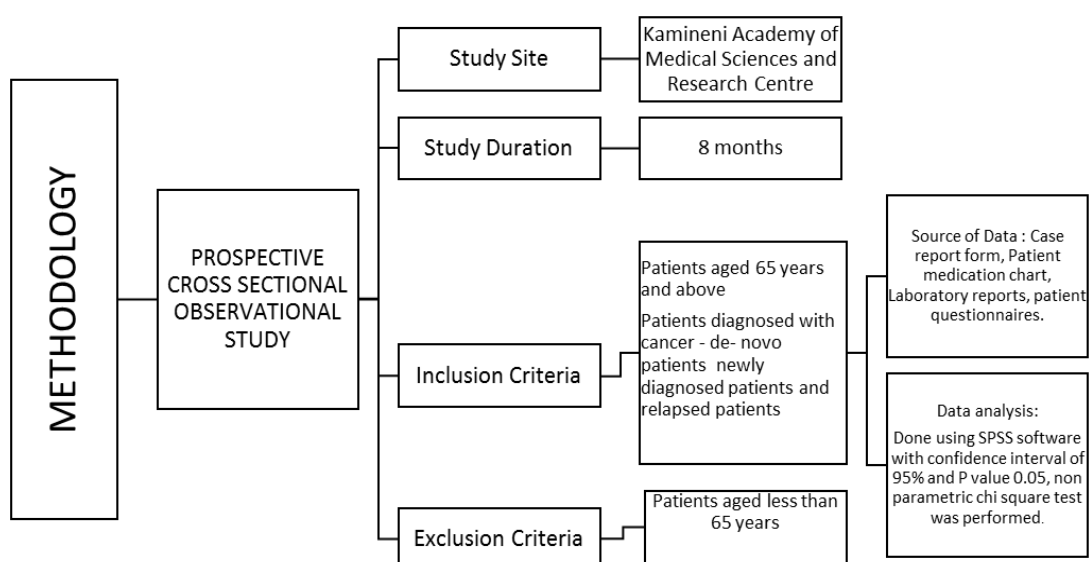 METHODOLOGY
PROSPECTIVE
CROSS SECTIONAL
OBSERVATIONAL
STUDY
Study Site
Kamineni Academy of
Medical Sciences and
Research Centre
Study Duration
8 months
Inclusion Criteria
Patients aged 65 years
and above
Patients diagnosed with
cancer - de- novo
patients newly
diagnosed patients and
relapsed patients
Source of Data : Case
report form, Patient
medication chart,
Laboratory reports, patient
questionnaires.
Data analysis:
Done using SPSS software
with confidence interval of
95% and P value 0.05, non
parametric chi square test
was performed.
Exclusion Criteria
Patients aged less than
65 years